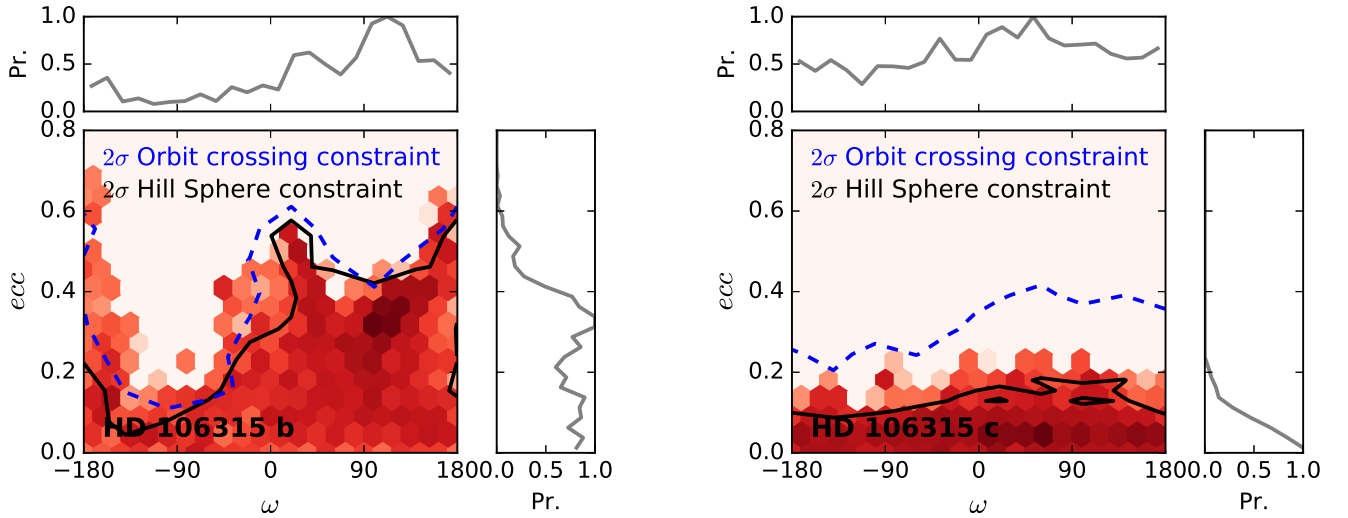 Pr.
1.0
0.5
0.0
0.8
0.6
0.4
0.2
0.0
ecc
2σ Orbit crossing constraint
2σ Hill Sphere constraint
HD 106315 b
−180 −90 0 90 180
ω
0.0 0.5 1.0
Pr.
Pr.
1.0
0.5
0.0
0.8
0.6
0.4
0.2
0.0
ecc
2σ Orbit crossing constraint
2σ Hill Sphere constraint
HD 106315 c
−180 −90 0 90 180
ω
0.0 0.5 1.0
Pr.